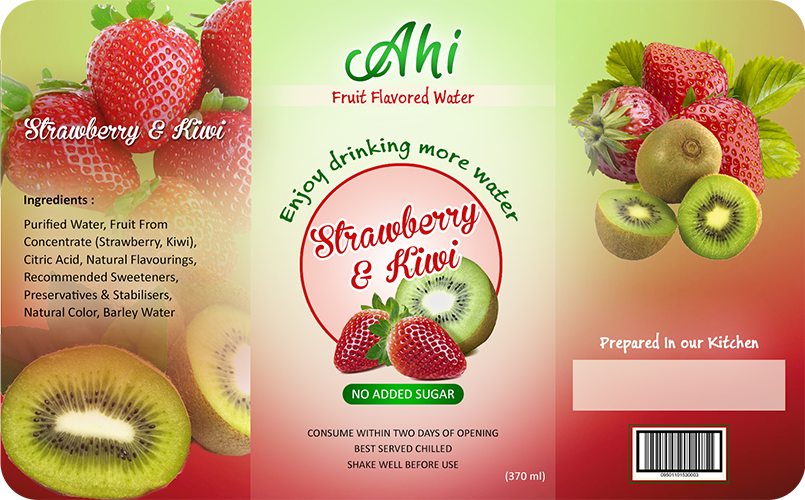 Strawberry & Kiwi
Ingredients :
Purified Water, Fruit From
Concentrate (Strawberry, Kiwi),
Citric Acid, Natural Flavourings,
Recommended Sweeteners,
Preservatives & Stabilisers,
Natural Color, Barley Water
Ahi
Fruit Flavored Water
Enjoy drinking more water
Strawberry
& Kiwi
NO ADDED SUGAR
CONSUME WITHIN TWO DAYS OF OPENING
BEST SERVED CHILLED
SHAKE WELL BEFORE USE
(370 ml)
Prepared In our Kitchen
09501101530003